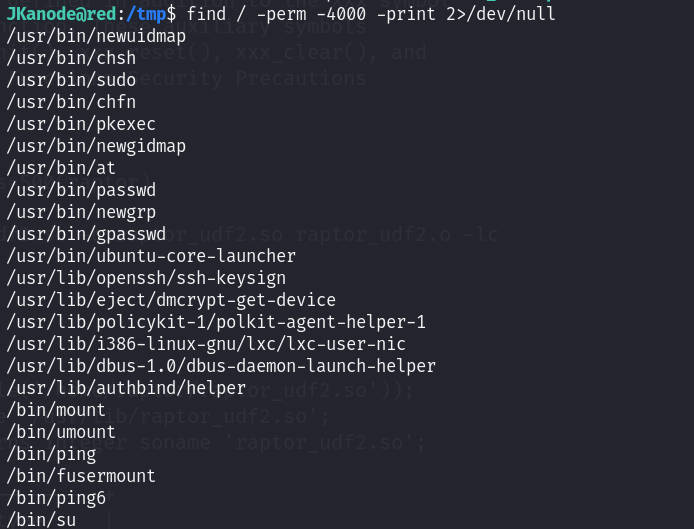 JKanode@red:/tmp$ find / -perm -4000 -print 2>/dev/null
/usr/bin/newuidmap
/usr/bin/chsh
/usr/bin/sudo
/usr/bin/chfn
/usr/bin/pkexec
/usr/bin/newgidmap
/usr/bin/at
/usr/bin/passwd
/usr/bin/newgrp
/usr/bin/gpasswd
/usr/bin/ubuntu-core-launcher
/usr/lib/openssh/ssh-keysign
/usr/lib/eject/dmcrypt-get-device
/usr/lib/policykit-1/polkit-agent-helper-1
/usr/lib/i386-linux-gnu/lxc/lxc-user-nic
/usr/lib/dbus-1.0/dbus-daemon-launch-helper
/usr/lib/authbind/helper
/bin/mount
/bin/umount
/bin/ping
/bin/fusermount
/bin/ping6
/bin/su